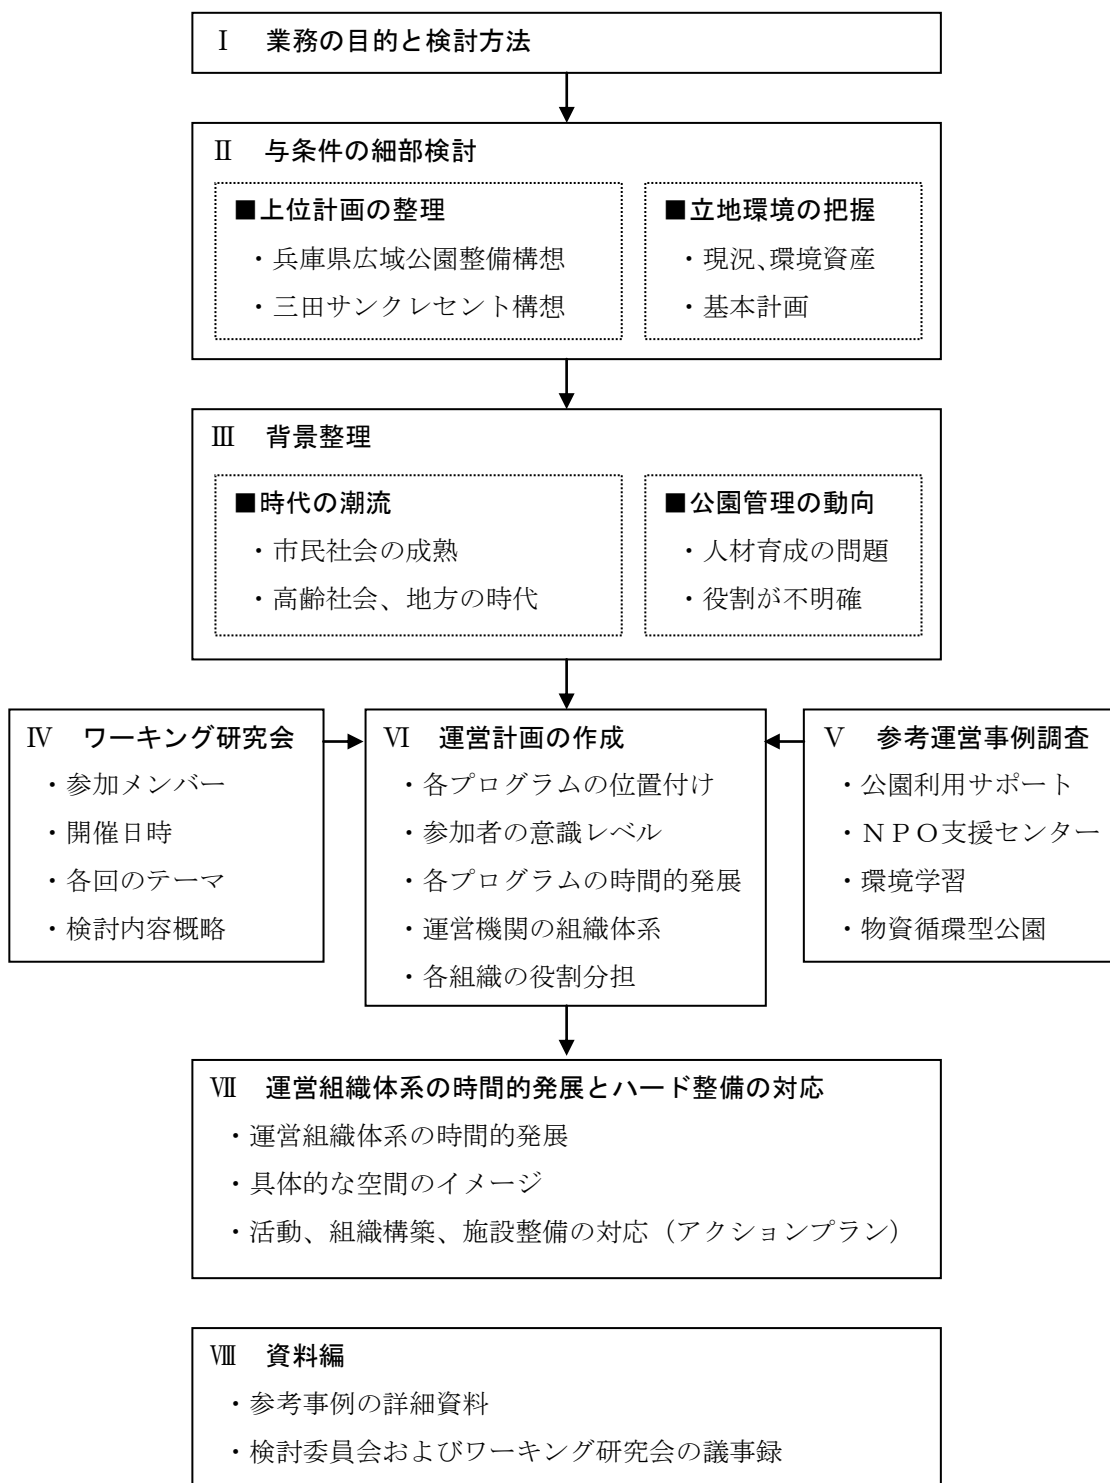 Ⅰ 業務の目的と検討方法
Ⅱ 与条件の細部検討
■上位計画の整理
・兵庫県広域公園整備構想
・三田サンクレセント構想
■立地環境の把握
・現況、環境資産
・基本計画
Ⅲ 背景整理
■時代の潮流
・市民社会の成熟
・高齢社会、地方の時代
■公園管理の動向
・人材育成の問題
・役割が不明確
Ⅳ ワーキング研究会
・参加メンバー
・開催日時
・各回のテーマ
・検討内容概略
Ⅵ 運営計画の作成
・各プログラムの位置付け
・参加者の意識レベル
・各プログラムの時間的発展
・運営機関の組織体系
・各組織の役割分担
Ⅴ 参考運営事例調査
・公園利用サポート
・ＮＰＯ支援センター
・環境学習
・物資循環型公園
Ⅶ 運営組織体系の時間的発展とハード整備の対応
・運営組織体系の時間的発展
・具体的な空間のイメージ
・活動、組織構築、施設整備の対応（アクションプラン）
Ⅷ 資料編
・参考事例の詳細資料
・検討委員会およびワーキング研究会の議事録